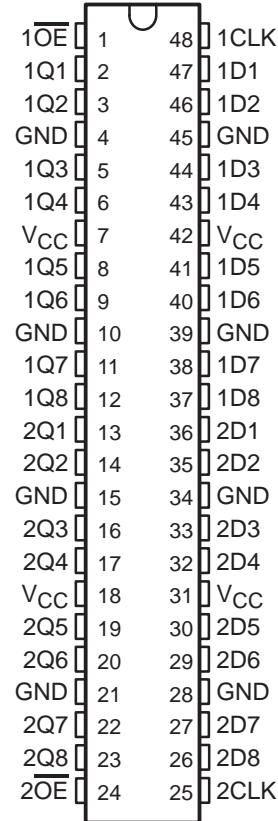 1OE 1 48 1CLK
1Q1 2 47 1D1
1Q2 3 46 1D2
GND 4 45 GND
1Q3 5 44 1D3
1Q4 6 43 1D4
VCC 7 42 VCC
1Q5 8 41 1D5
1Q6 9 40 1D6
GND 10 39 GND
1Q7 11 38 1D7
1Q8 12 37 1D8
2Q1 13 36 2D1
2Q2 14 35 2D2
GND 15 34 GND
2Q3 16 33 2D3
2Q4 17 32 2D4
VCC 18 31 VCC
2Q5 19 30 2D5
2Q6 20 29 2D6
GND 21 28 GND
2Q7 22 27 2D7
2Q8 23 26 2D8
2OE 24 25 2CLK